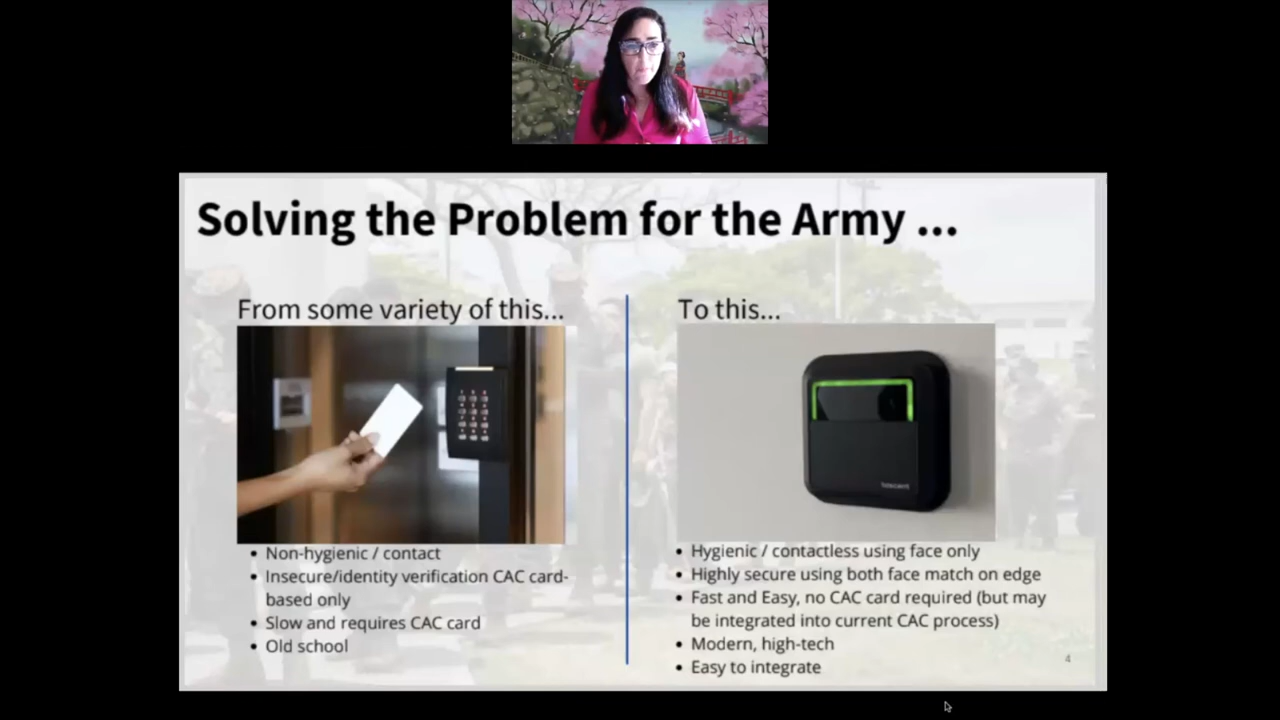 Solving the Problem for the Army ...
From some variety of this...
To this...
• Non-hygienic / contact
• Insecure/identity verification CAC card-
based only
• Slow and requires CAC card
• Old school
• Hygienic / contactless using face only
• Highly secure using both face match on edge
• Fast and Easy, no CAC card required (but may
be integrated into current CAC process)
• Modern, high-tech
• Easy to integrate
4